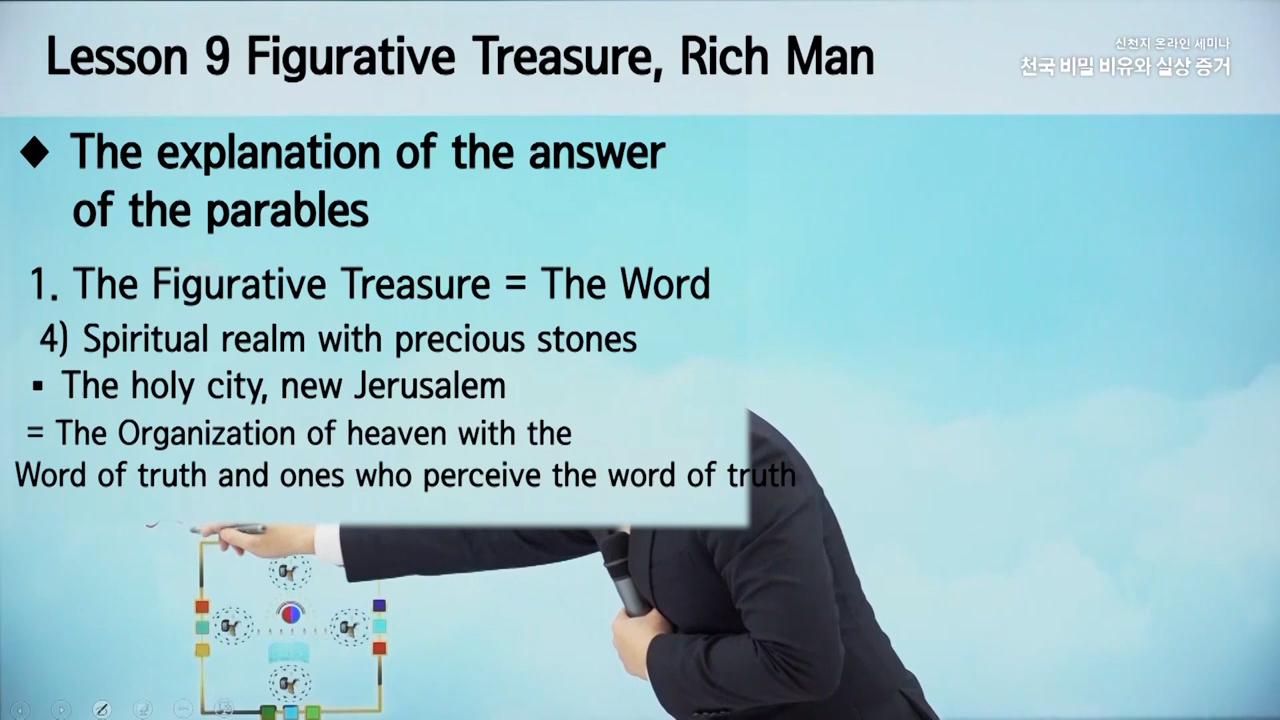 Lesson 9 Figurative Treasure, Rich Man
신천지 온라인 세미나
천국 비밀 비유와 실상 증거
◆ The explanation of the answer
of the parables
1. The Figurative Treasure = The Word
4) Spiritual realm with precious stones
▪ The holy city, new Jerusalem
= The Organization of heaven with the
Word of truth and ones who perceive the word of truth